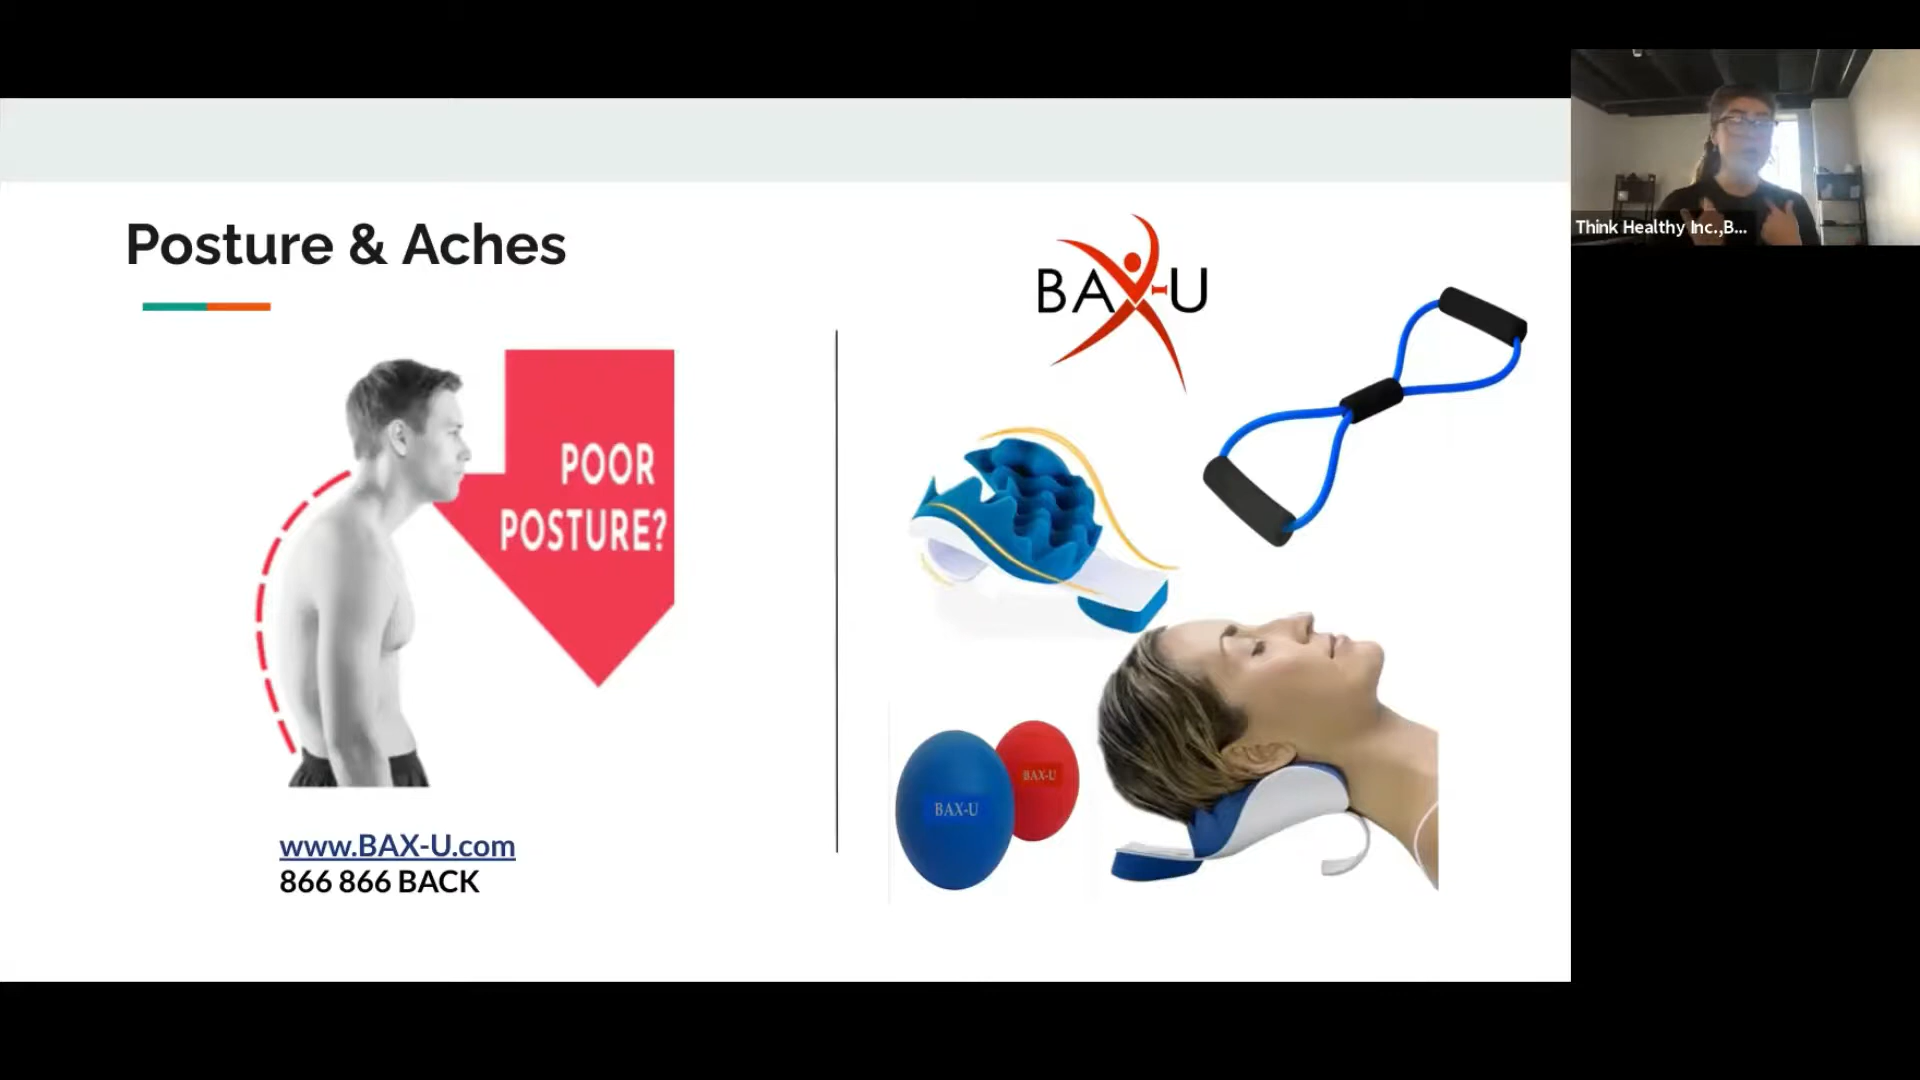 Posture & Aches
POOR
POSTURE?
www.BAX-U.com
866 866 BACK
BAX-U
BAX-U
BAX-U
Think Healthy Inc.,B...